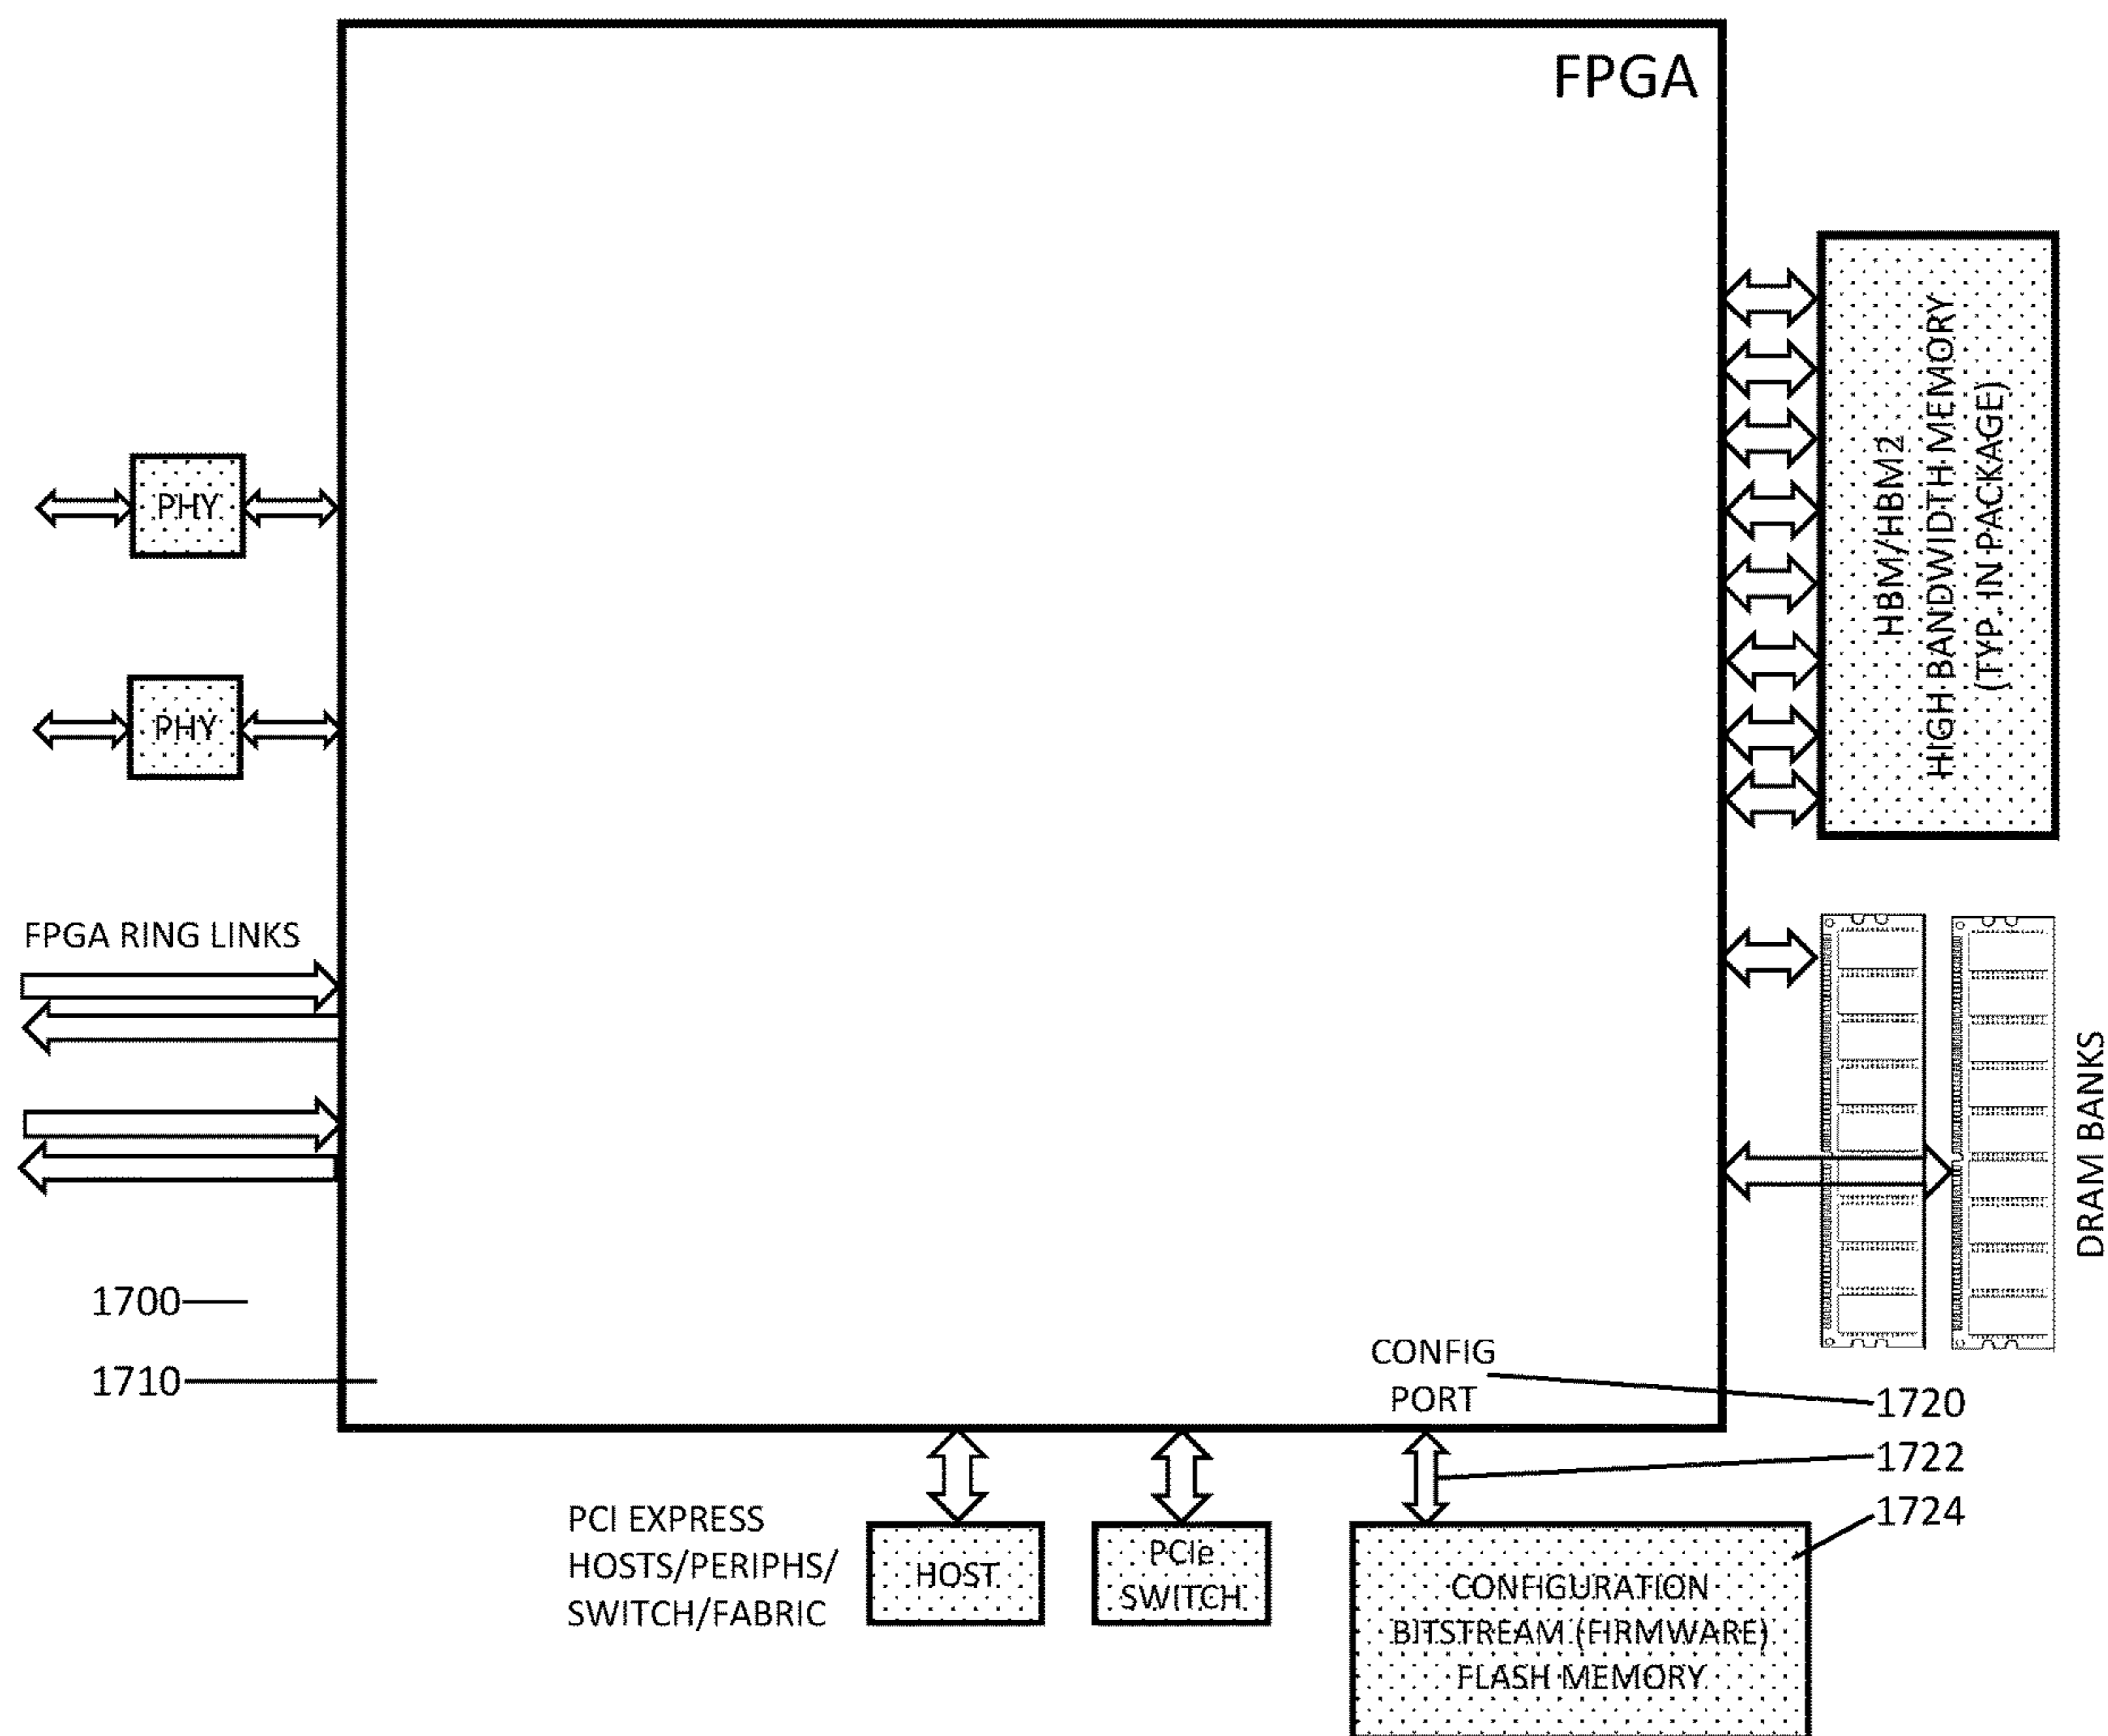 FPGA
PHY
PHY
HBM/HBM2
HIGH BANDWIDTH MEMORY
(TYP. IN PACKAGE)
FPGA RING LINKS
DRAM BANKS
1700
1710
CONFIG
PORT
1720
1722
1724
PCI EXPRESS
HOSTS/PERIPHS/
SWITCH/FABRIC
HOST
PCIe
SWITCH
CONFIGURATION
BITSTREAM (FIRMWARE)
FLASH MEMORY